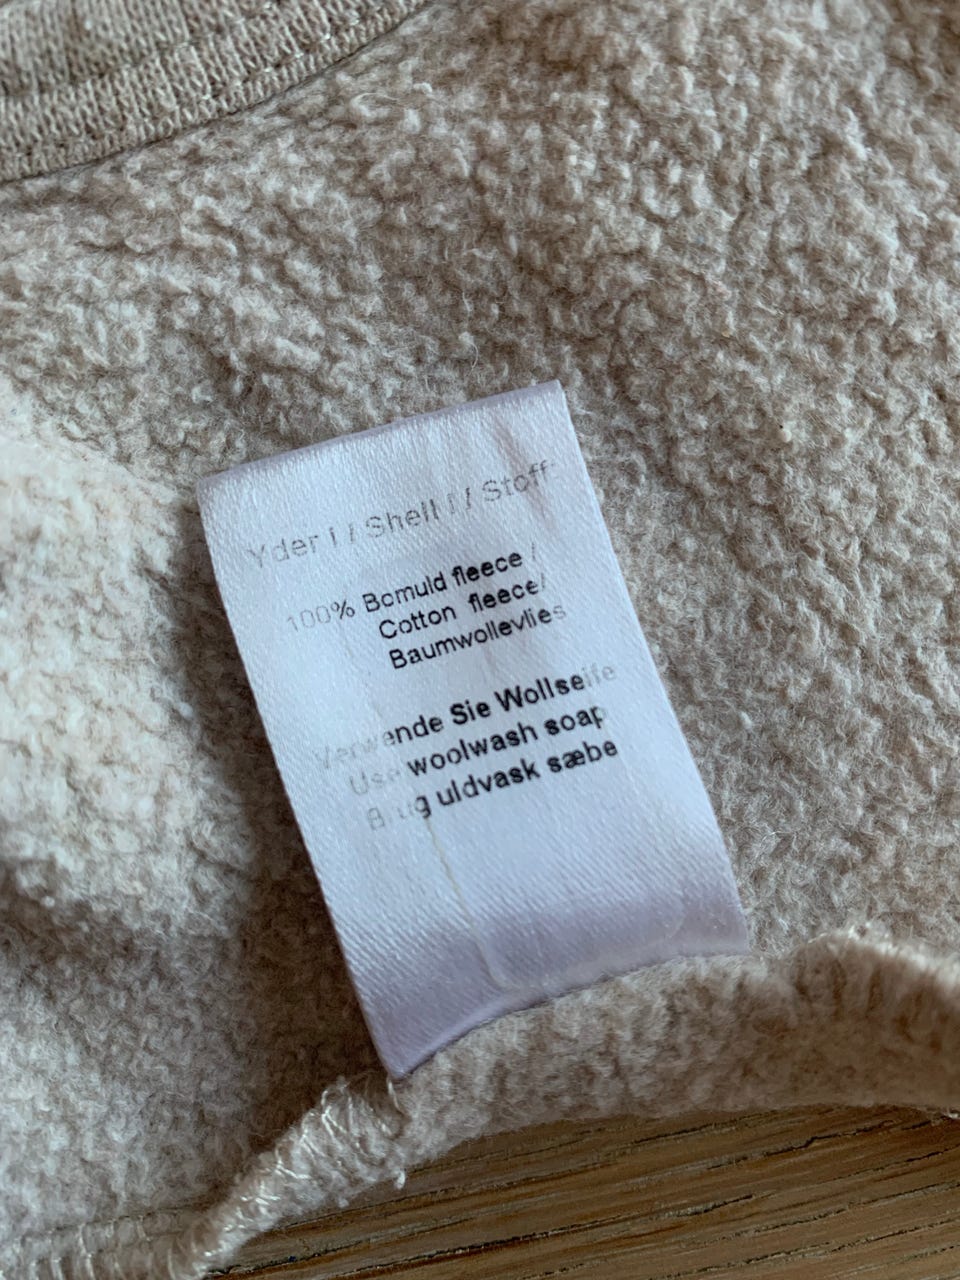 Yder // Shell // Stoff
100% Bomuld fleece /
Cotton fleece/
Baumwollevlies
Verwende Sie Wollseife
Use woolwash soap
Brug uldvask sæbe